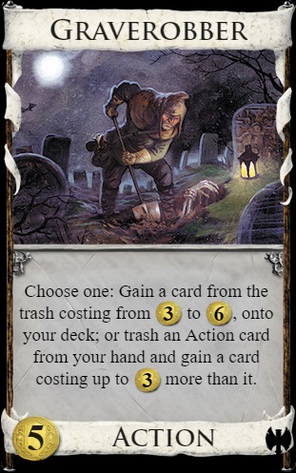 GRAVEROBBER
Choose one: Gain a card from the
trash costing from 3 to 6, onto
your deck; or trash an Action card
from your hand and gain a card
costing up to 3 more than it.
5 ACTION